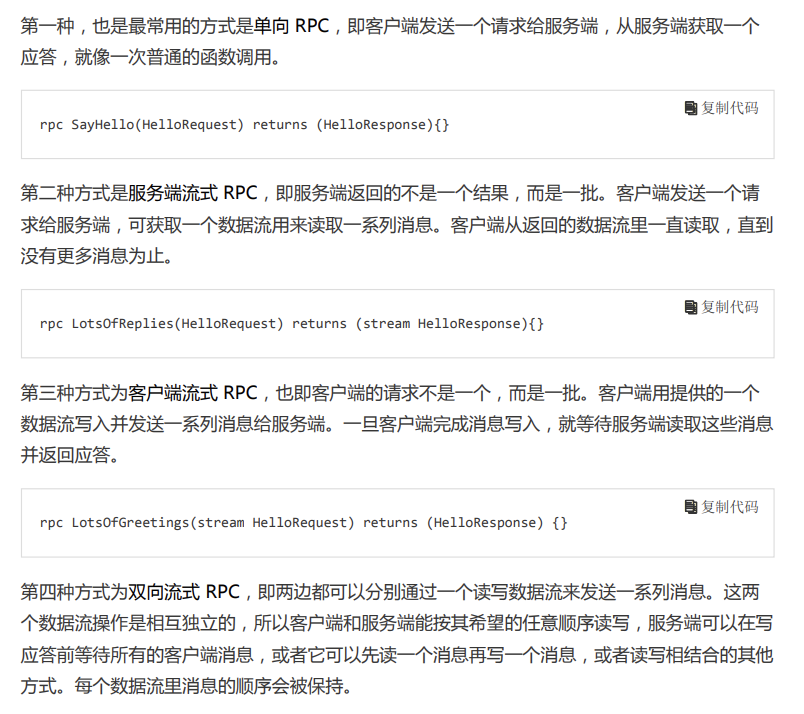 第一种，也是最常用的方式是单向 RPC，即客户端发送一个请求给服务端，从服务端获取一个
应答，就像一次普通的函数调用。
复制代码
rpc SayHello(HelloRequest) returns (HelloResponse){}
第二种方式是服务端流式 RPC，即服务端返回的不是一个结果，而是一批。客户端发送一个请
求给服务端，可获取一个数据流用来读取一系列消息。客户端从返回的数据流里一直读取，直到
没有更多消息为止。
复制代码
rpc LotsOfReplies(HelloRequest) returns (stream HelloResponse){}
第三种方式为客户端流式 RPC，也即客户端的请求不是一个，而是一批。客户端用提供的一个
数据流写入并发送一系列消息给服务端。一旦客户端完成消息写入，就等待服务端读取这些消息
并返回应答。
复制代码
rpc LotsOfGreetings(stream HelloRequest) returns (HelloResponse) {}
第四种方式为双向流式 RPC，即两边都可以分别通过一个读写数据流来发送一系列消息。这两
个数据流操作是相互独立的，所以客户端和服务端能按其希望的任意顺序读写，服务端可以在写
应答前等待所有的客户端消息，或者它可以先读一个消息再写一个消息，或者读写相结合的其他
方式。每个数据流里消息的顺序会被保持。